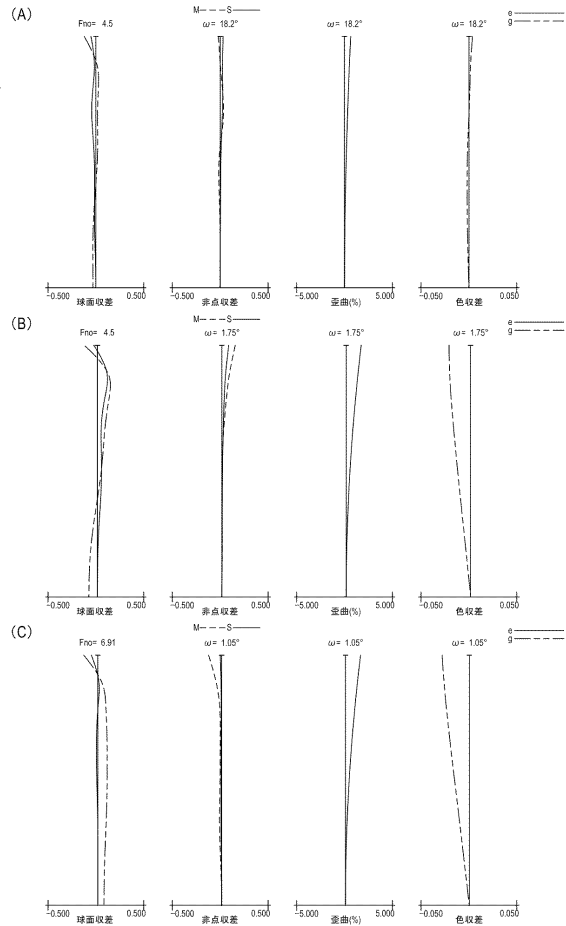 (A)
M － － － S ———
e ———
g — — —
Fno= 4.5
ω= 18.2°
ω= 18.2°
ω= 18.2°
−0.500 0.500
球面収差
−0.500 0.500
非点収差
−5.000 5.000
歪曲(%)
−0.050 0.050
色収差
(B)
M － － － S ———
e ———
g — — —
Fno= 4.5
ω= 1.75°
ω= 1.75°
ω= 1.75°
−0.500 0.500
球面収差
−0.500 0.500
非点収差
−5.000 5.000
歪曲(%)
−0.050 0.050
色収差
(C)
M － － － S ———
e ———
g — — —
Fno= 6.91
ω= 1.05°
ω= 1.05°
ω= 1.05°
−0.500 0.500
球面収差
−0.500 0.500
非点収差
−5.000 5.000
歪曲(%)
−0.050 0.050
色収差